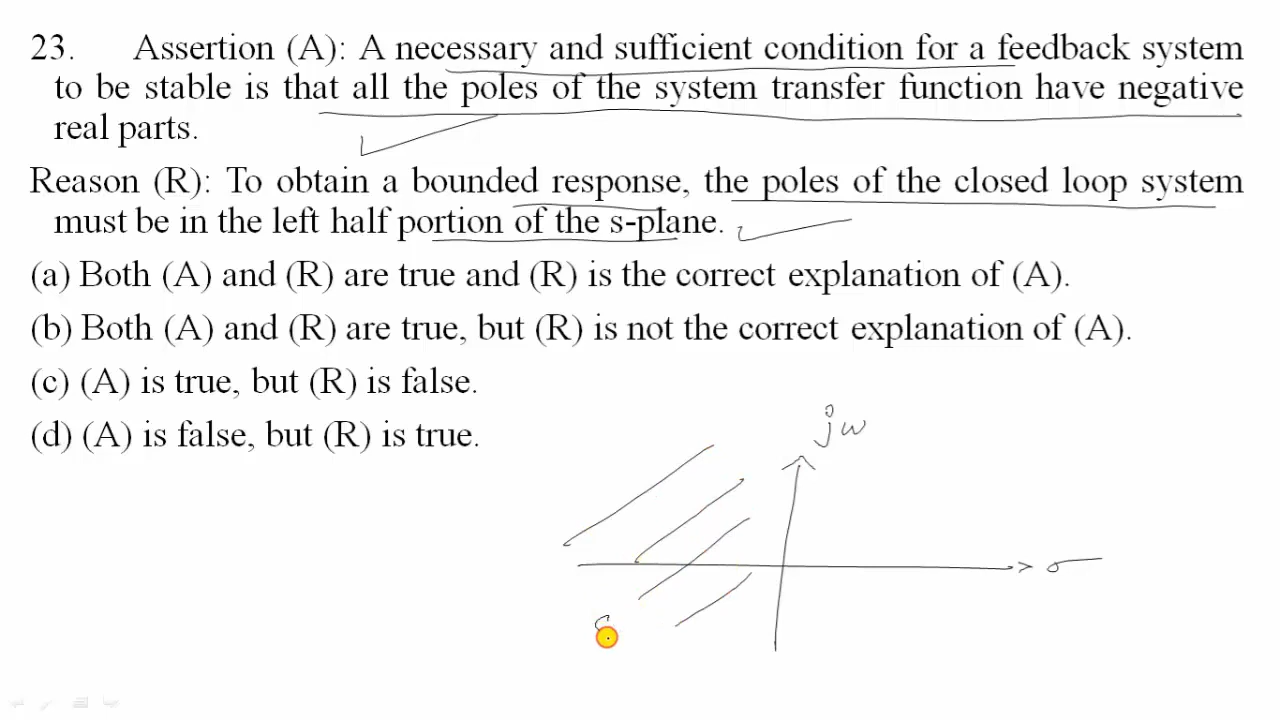 23. Assertion (A): A necessary and sufficient condition for a feedback system
to be stable is that all the poles of the system transfer function have negative
real parts.
Reason (R): To obtain a bounded response, the poles of the closed loop system
must be in the left half portion of the s-plane.
(a) Both (A) and (R) are true and (R) is the correct explanation of (A).
(b) Both (A) and (R) are true, but (R) is not the correct explanation of (A).
(c) (A) is true, but (R) is false.
(d) (A) is false, but (R) is true.
jω
σ